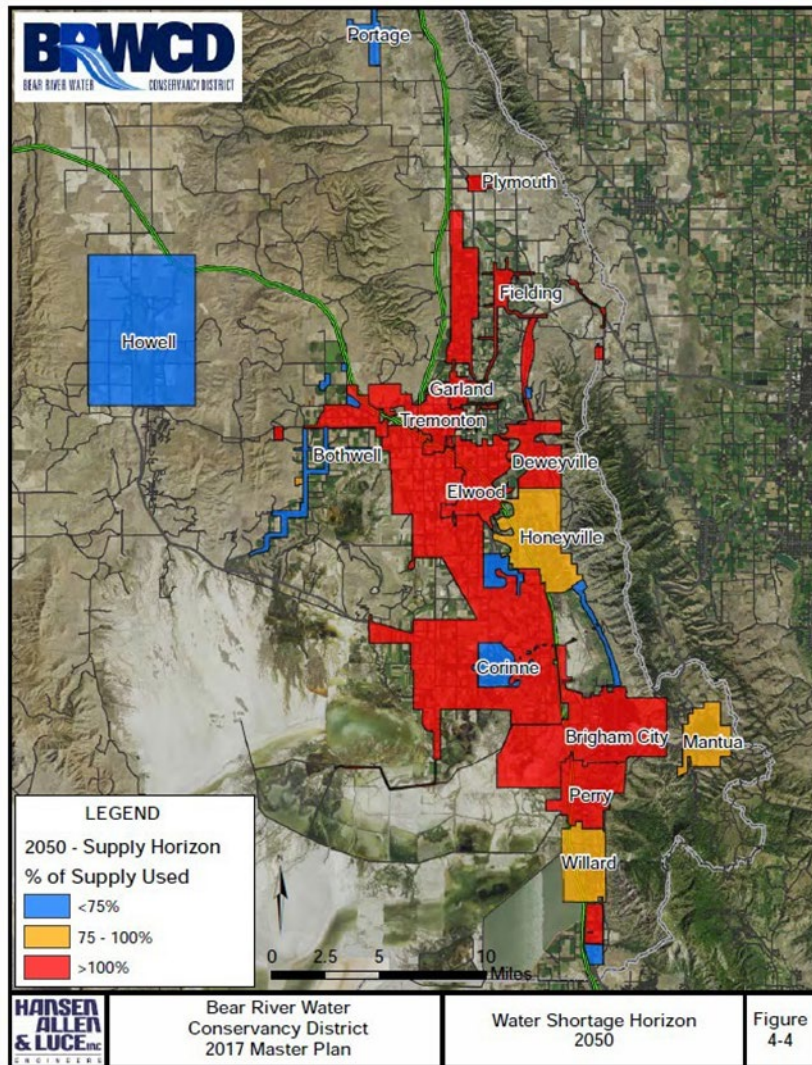 BRWCD
BEAR RIVER WATER CONSERVANCY DISTRICT
Portage
Plymouth
Fielding
Howell
Garland
Tremonton
Bothwell
Deweyville
Elwood
Honeyville
Corinne
Brigham City
Mantua
Perry
Willard
LEGEND
2050 - Supply Horizon
% of Supply Used
<75%
75 - 100%
>100%
0 2.5 5 10
Miles
HANSEN
ALLEN
& LUCE INC
ENGINEERS
Bear River Water
Conservancy District
2017 Master Plan
Water Shortage Horizon
2050
Figure
4-4